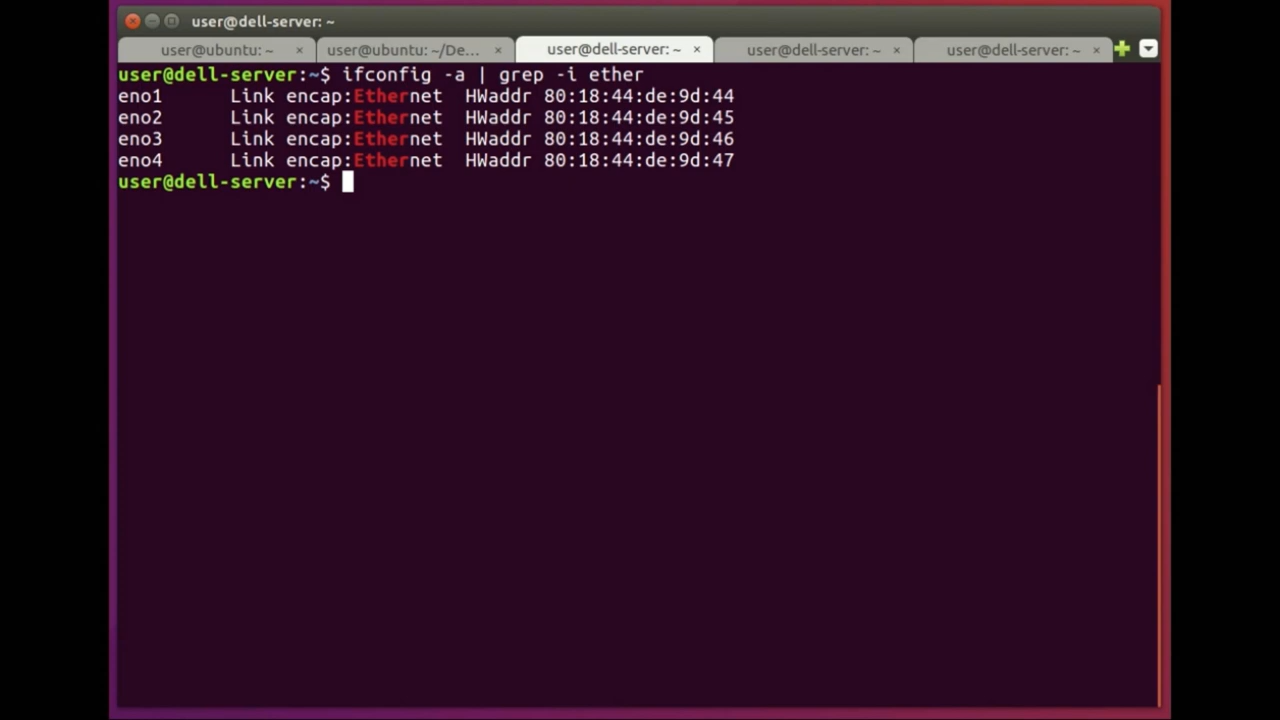 user@dell-server: ~
user@ubuntu: ~ × user@ubuntu: ~/De... × user@dell-server: ~ × user@dell-server: ~ × user@dell-server: ~ ×
user@dell-server:~$ ifconfig -a | grep -i ether
eno1      Link encap:Ethernet  HWaddr 80:18:44:de:9d:44
eno2      Link encap:Ethernet  HWaddr 80:18:44:de:9d:45
eno3      Link encap:Ethernet  HWaddr 80:18:44:de:9d:46
eno4      Link encap:Ethernet  HWaddr 80:18:44:de:9d:47
user@dell-server:~$